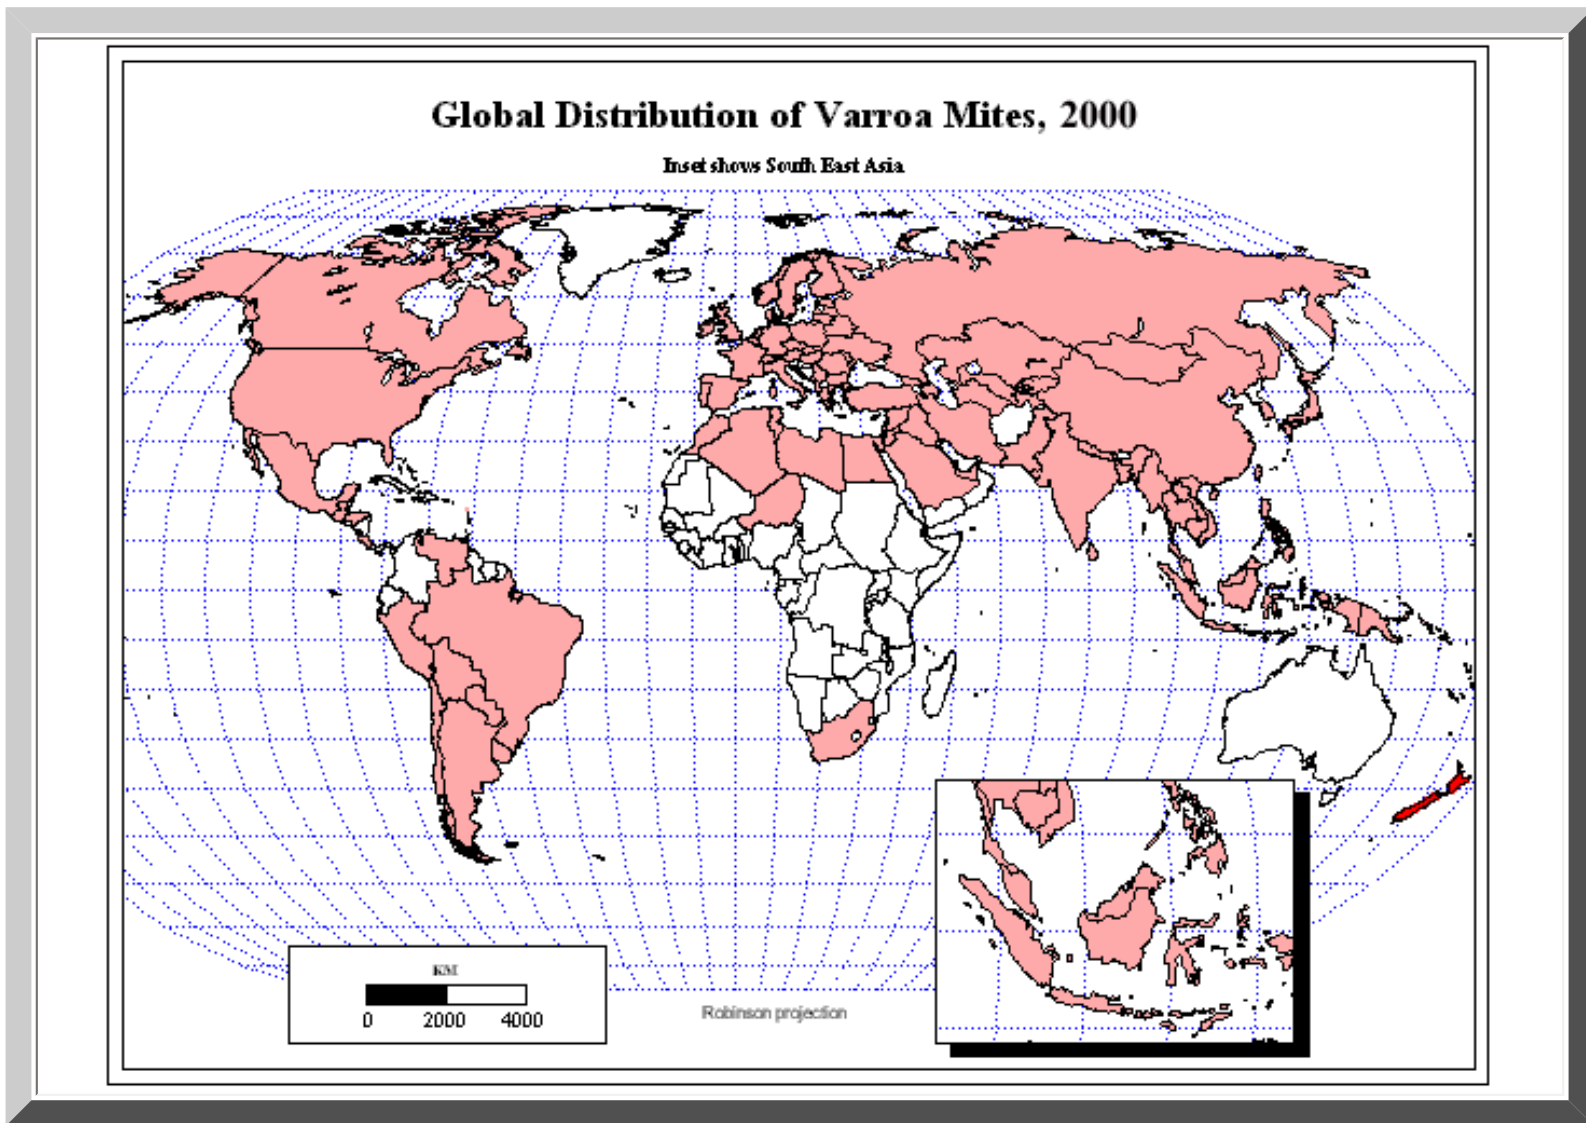 Global Distribution of Varroa Mites, 2000
Inset shows South East Asia
KM
0 2000 4000
Robinson projection